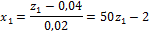 x₁ = (z₁ − 0,04) / 0,02 = 50z₁ − 2